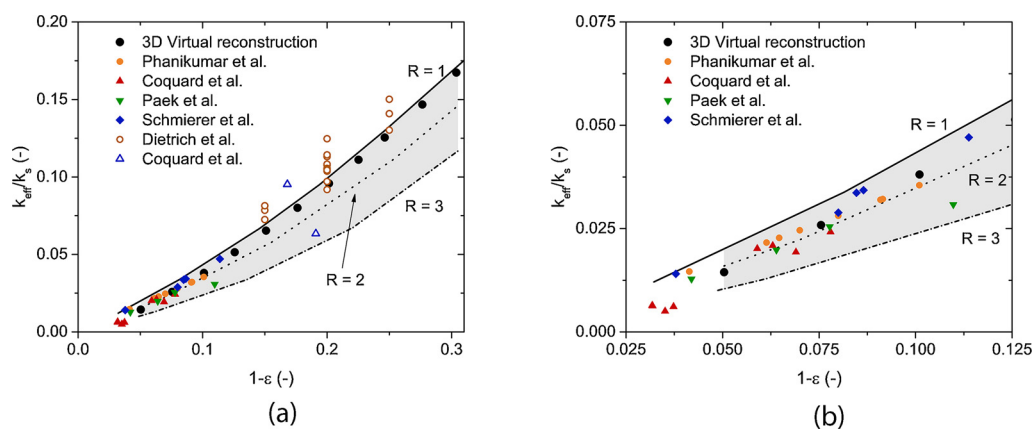 0.20
0.15
0.10
0.05
0.00
k_eff/k_s (-)
3D Virtual reconstruction
Phanikumar et al.
Coquard et al.
Paek et al.
Schmierer et al.
Dietrich et al.
Coquard et al.
R = 1
R = 3
R = 2
0.0 0.1 0.2 0.3
1-ε (-)
(a)
0.075
0.050
0.025
0.000
k_eff/k_s (-)
3D Virtual reconstruction
Phanikumar et al.
Coquard et al.
Paek et al.
Schmierer et al.
R = 1
R = 2
R = 3
0.025 0.050 0.075 0.100 0.125
1-ε (-)
(b)